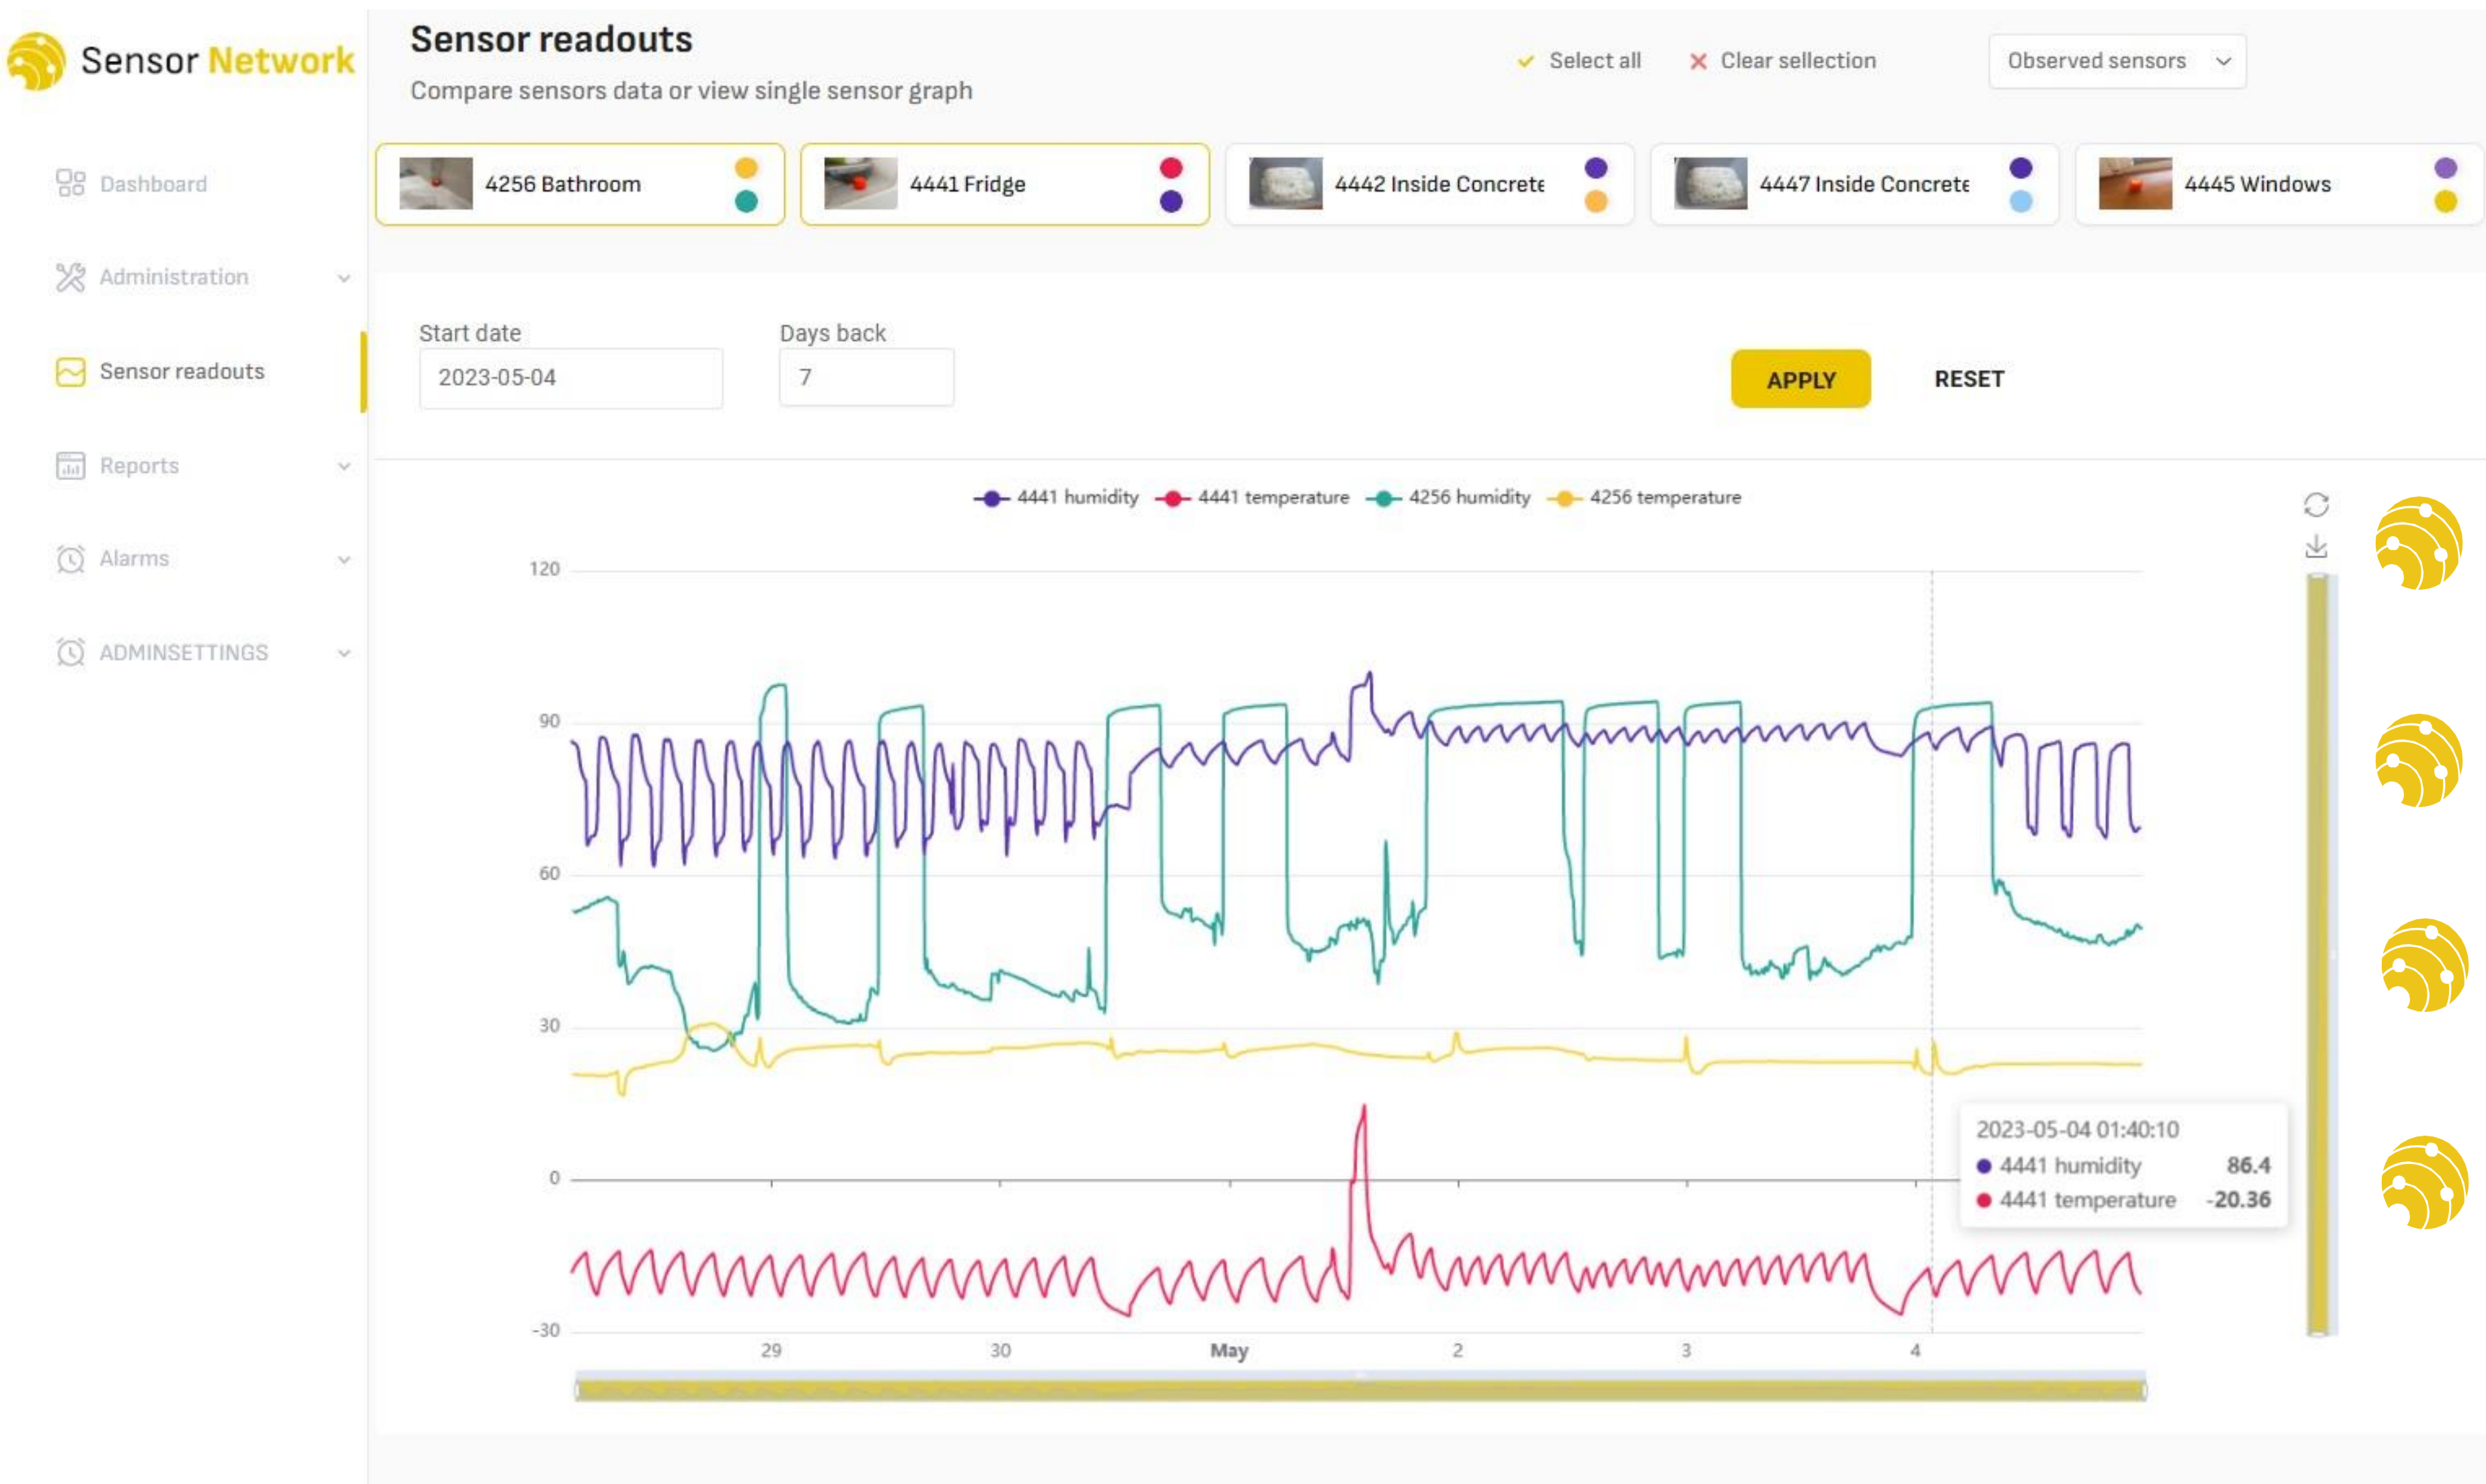 Sensor Network
Sensor readouts
Compare sensors data or view single sensor graph
Select all
Clear sellection
Observed sensors
4256 Bathroom
4441 Fridge
4442 Inside Concrete
4447 Inside Concrete
4445 Windows
Dashboard
Administration
Sensor readouts
Reports
Alarms
ADMINSETTINGS
Start date
Days back
2023-05-04
7
APPLY
RESET
4441 humidity
4441 temperature
4256 humidity
4256 temperature
120
90
60
30
0
-30
2023-05-04 01:40:10
4441 humidity 86.4
4441 temperature -20.36
29
30
May
2
3
4